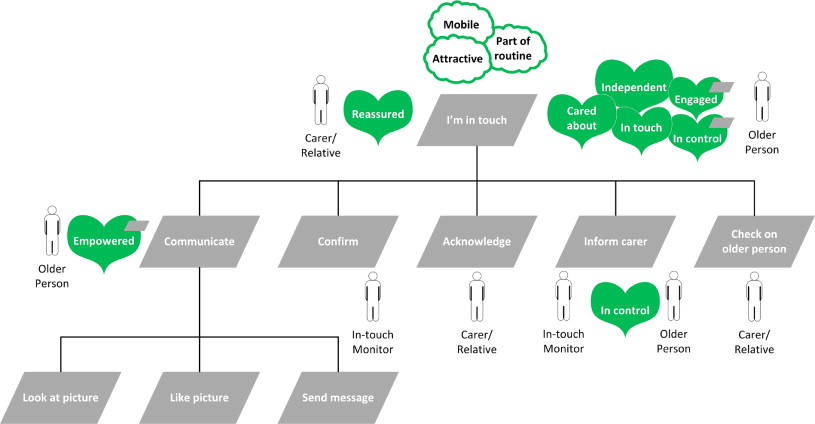 Mobile
Part of
routine
Attractive
Independent
Engaged
Reassured
Cared
about
I'm in touch
In touch
In control
Carer/
Relative
Older
Person
Empowered
Communicate
Confirm
Acknowledge
Inform carer
Check on
older person
Older
Person
In control
In-touch
Monitor
Carer/
Relative
In-touch
Monitor
Older
Person
Carer/
Relative
Look at picture
Like picture
Send message